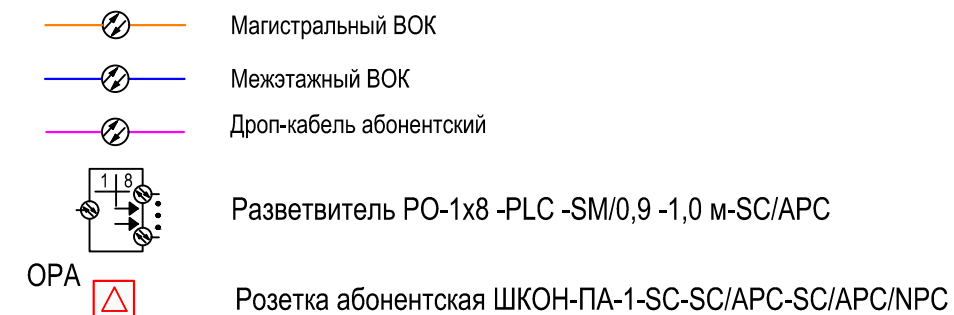 Магистральный ВОК
Межэтажный ВОК
Дроп-кабель абонентский
1 8
Разветвитель РО-1x8 -PLC -SM/0,9 -1,0 м-SC/APC
ОРА
Розетка абонентская ШКОН-ПА-1-SC-SC/APC-SC/APC/NPC